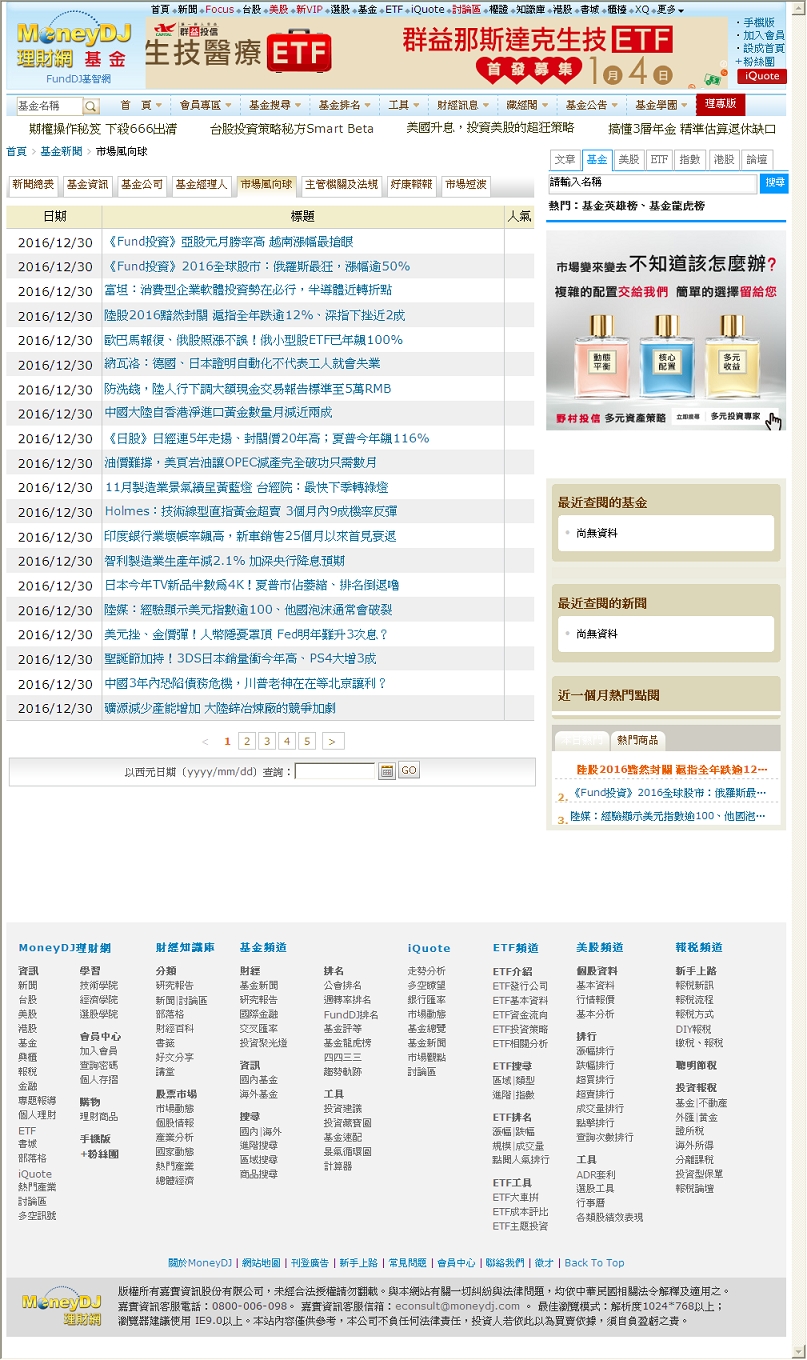 首頁 新聞 Focus 台股 美股 新VIP 選股 基金 ETF iQuote 討論區 權證 知識庫 港股 書城 櫃檯 XQ 更多
MoneyDJ
理財網 基金
FundDJ基智網
群益投信
生技醫療 ETF
群益那斯達克生技 ETF
首發募集 1月4日
手機版
加入會員
設成首頁
+粉絲團
iQuote
基金名稱
首 頁 會員專區 基金搜尋 基金排名 工具 財經訊息 藏經閣 基金公告 基金學園 理專版
期權操作秘笈 下殺666出清 台股投資策略秘方Smart Beta 美國升息，投資美股的超狂策略 搞懂3層年金 精準估算退休缺口
首頁 > 基金新聞 > 市場風向球
新聞總表 基金資訊 基金公司 基金經理人 市場風向球 主管機關及法規 好康報報 市場短波
日期 標題 人氣
2016/12/30 《Fund投資》亞股元月勝率高 越南漲幅最搶眼
2016/12/30 《Fund投資》2016全球股市：俄羅斯最狂，漲幅逾50%
2016/12/30 富坦：消費型企業軟體投資勢在必行，半導體近轉折點
2016/12/30 陸股2016黯然封關 滬指全年跌逾12%、深指下挫近2成
2016/12/30 歐巴馬報復、俄股照漲不誤！俄小型股ETF已年飆100%
2016/12/30 納瓦洛：德國、日本證明自動化不代表工人就會失業
2016/12/30 防洗錢，陸人行下調大額現金交易報告標準至5萬RMB
2016/12/30 中國大陸自香港淨進口黃金數量月減近兩成
2016/12/30 《日股》日經連5年走揚、封關價20年高；夏普今年飆116%
2016/12/30 油價難撐，美頁岩油讓OPEC減產完全破功只需數月
2016/12/30 11月製造業景氣續呈黃藍燈 台經院：最快下季轉綠燈
2016/12/30 Holmes：技術線型直指黃金超賣 3個月內9成機率反彈
2016/12/30 印度銀行業壞帳率飆高，新車銷售25個月以來首見衰退
2016/12/30 智利製造業生產年減2.1% 加深央行降息預期
2016/12/30 日本今年TV新品半數為4K！夏普市佔萎縮、排名倒退嚕
2016/12/30 陸媒：經驗顯示美元指數逾100、他國泡沫通常會破裂
2016/12/30 美元挫、金價彈！人幣隱憂罩頂 Fed明年難升3次息？
2016/12/30 聖誕節加持！3DS日本銷量衝今年高、PS4大增3成
2016/12/30 中國3年內恐陷債務危機，川普老神在在等北京讓利？
2016/12/30 礦源減少產能增加 大陸鋅冶煉廠的競爭加劇
< 1 2 3 4 5 >
以西元日期（yyyy/mm/dd）查詢： GO
文章 基金 美股 ETF 指數 港股 論壇
請輸入名稱 搜尋
熱門：基金英雄榜、基金龍虎榜
市場變來變去不知道該怎麼辦?
複雜的配置交給我們 簡單的選擇留給您
動態平衡 核心配置 多元收益
野村投信 多元資產策略 立即搜尋 多元投資專家
最近查閱的基金
尚無資料
最近查閱的新聞
尚無資料
近一個月熱門點閱
熱門商品
陸股2016黯然封關 滬指全年跌逾12…
2. 《Fund投資》2016全球股市：俄羅斯最…
3. 陸媒：經驗顯示美元指數逾100、他國泡…
MoneyDJ理財網
資訊
新聞
台股
美股
港股
基金
興櫃
報稅
金融
專題報導
個人理財
ETF
書城
部落格
iQuote
熱門產業
討論區
多空訊號
學習
技術學院
經濟學院
選股學院
會員中心
加入會員
查詢密碼
個人存摺
購物
理財商品
手機版
+粉絲團
財經知識庫
分類
研究報告
新聞|討論區
部落格
財經百科
書籤
好文分享
講堂
股票市場
市場動態
個股情報
產業分析
國家動態
熱門產業
總體經濟
基金頻道
財經
基金新聞
研究報告
國際金融
交叉匯率
投資聚光燈
資訊
國內基金
海外基金
搜尋
國內|海外
進階搜尋
區域搜尋
商品搜尋
排名
公會排名
週轉率排名
FundDJ排名
基金評等
基金龍虎榜
四四三三
趨勢軌跡
工具
投資建議
投資藏寶圖
基金速配
景氣循環圖
計算器
iQuote
走勢分析
多空瞭望
銀行匯率
市場動態
基金總覽
基金新聞
市場觀點
討論區
ETF頻道
ETF介紹
ETF發行公司
ETF基本資料
ETF資金流向
ETF投資策略
ETF相關分析
ETF搜尋
區域|類型
進階|指數
ETF排名
漲幅|跌幅
規模|成交量
點閱人氣排行
ETF工具
ETF大車拚
ETF成本評比
ETF主題投資
美股頻道
個股資料
基本資料
行情報價
基本分析
排行
漲幅排行
跌幅排行
超買排行
超賣排行
成交量排行
點擊排行
查詢次數排行
工具
ADR套利
選股工具
行事曆
各類股績效表現
報稅頻道
新手上路
報稅新訊
報稅流程
報稅方式
DIY報稅
繳稅、報稅
聰明節稅
投資報稅
基金|不動產
外匯|黃金
證所稅
海外所得
分離課稅
投資型保單
報稅論壇
關於MoneyDJ | 網站地圖 | 刊登廣告 | 新手上路 | 常見問題 | 會員中心 | 聯絡我們 | 徵才 | Back To Top
MoneyDJ
理財網
版權所有嘉實資訊股份有限公司，未經合法授權請勿翻載。與本網站有關一切糾紛與法律問題，均依中華民國相關法令解釋及適用之。
嘉實資訊客服電話：0800-006-098。 嘉實資訊客服信箱：econsult@moneydj.com 。 最佳瀏覽模式：解析度1024*768以上；
瀏覽器建議使用 IE9.0以上。本站內容僅供參考，本公司不負任何法律責任，投資人若依此以為買賣依據，須自負盈虧之責。